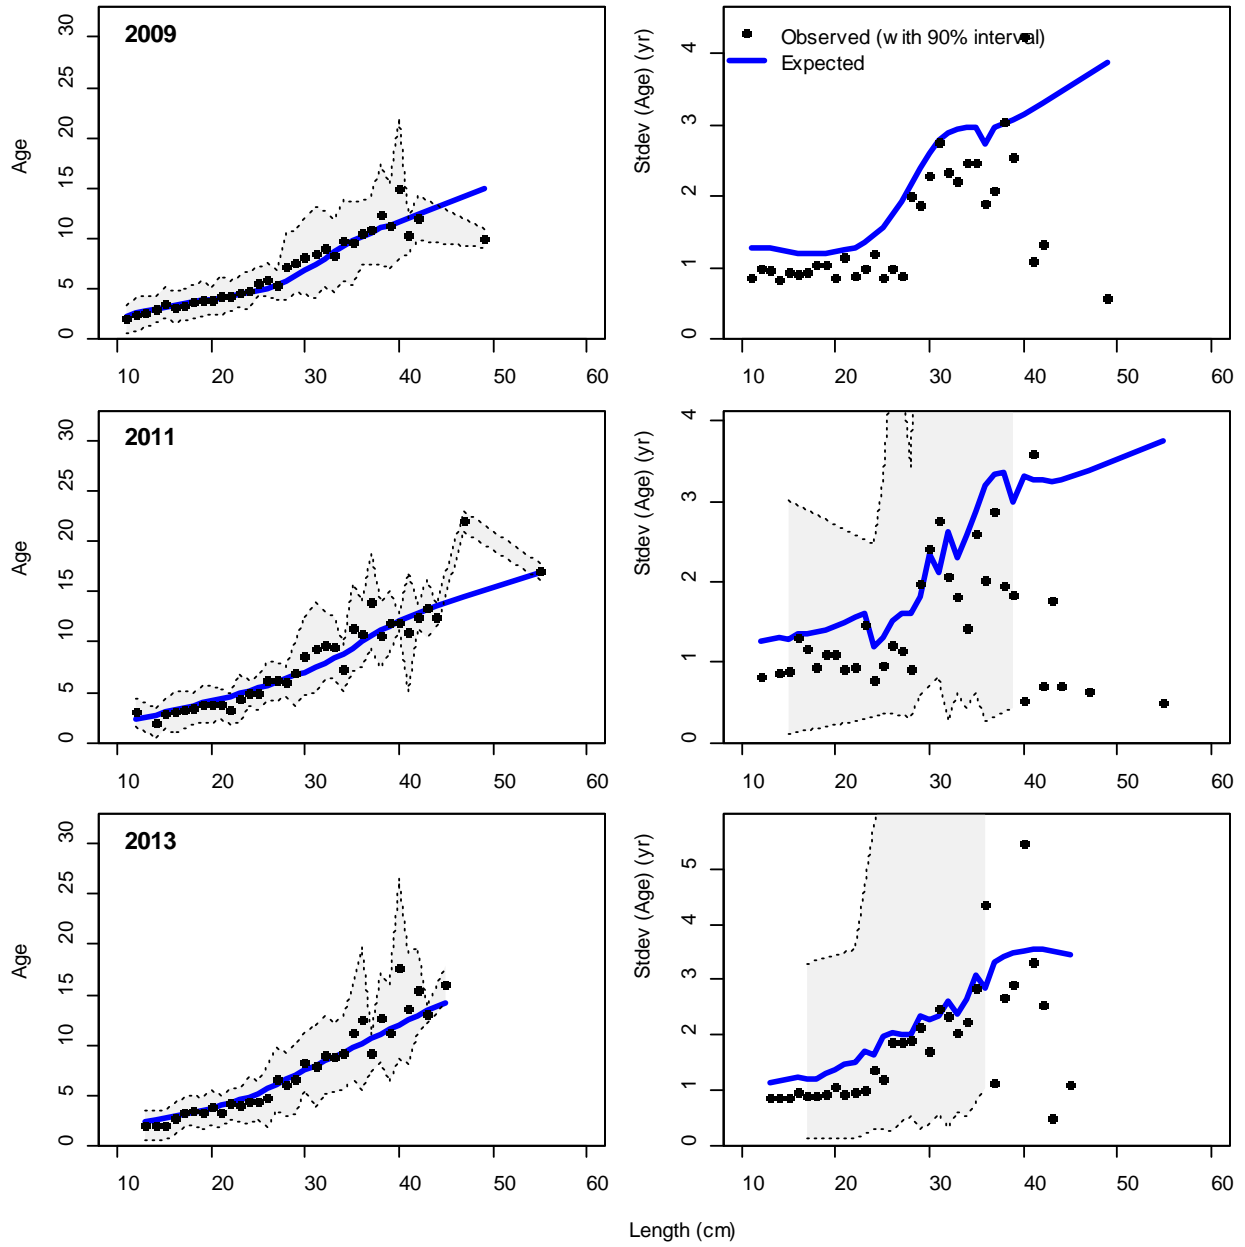 2009
Age
0 5 10 15 20 25 30
10 20 30 40 50 60
Observed (with 90% interval)
Expected
Stdev (Age) (yr)
0 1 2 3 4
10 20 30 40 50 60
2011
Age
0 5 10 15 20 25 30
10 20 30 40 50 60
Stdev (Age) (yr)
0 1 2 3 4
10 20 30 40 50 60
2013
Age
0 5 10 15 20 25 30
10 20 30 40 50 60
Stdev (Age) (yr)
0 1 2 3 4 5
10 20 30 40 50 60
Length (cm)